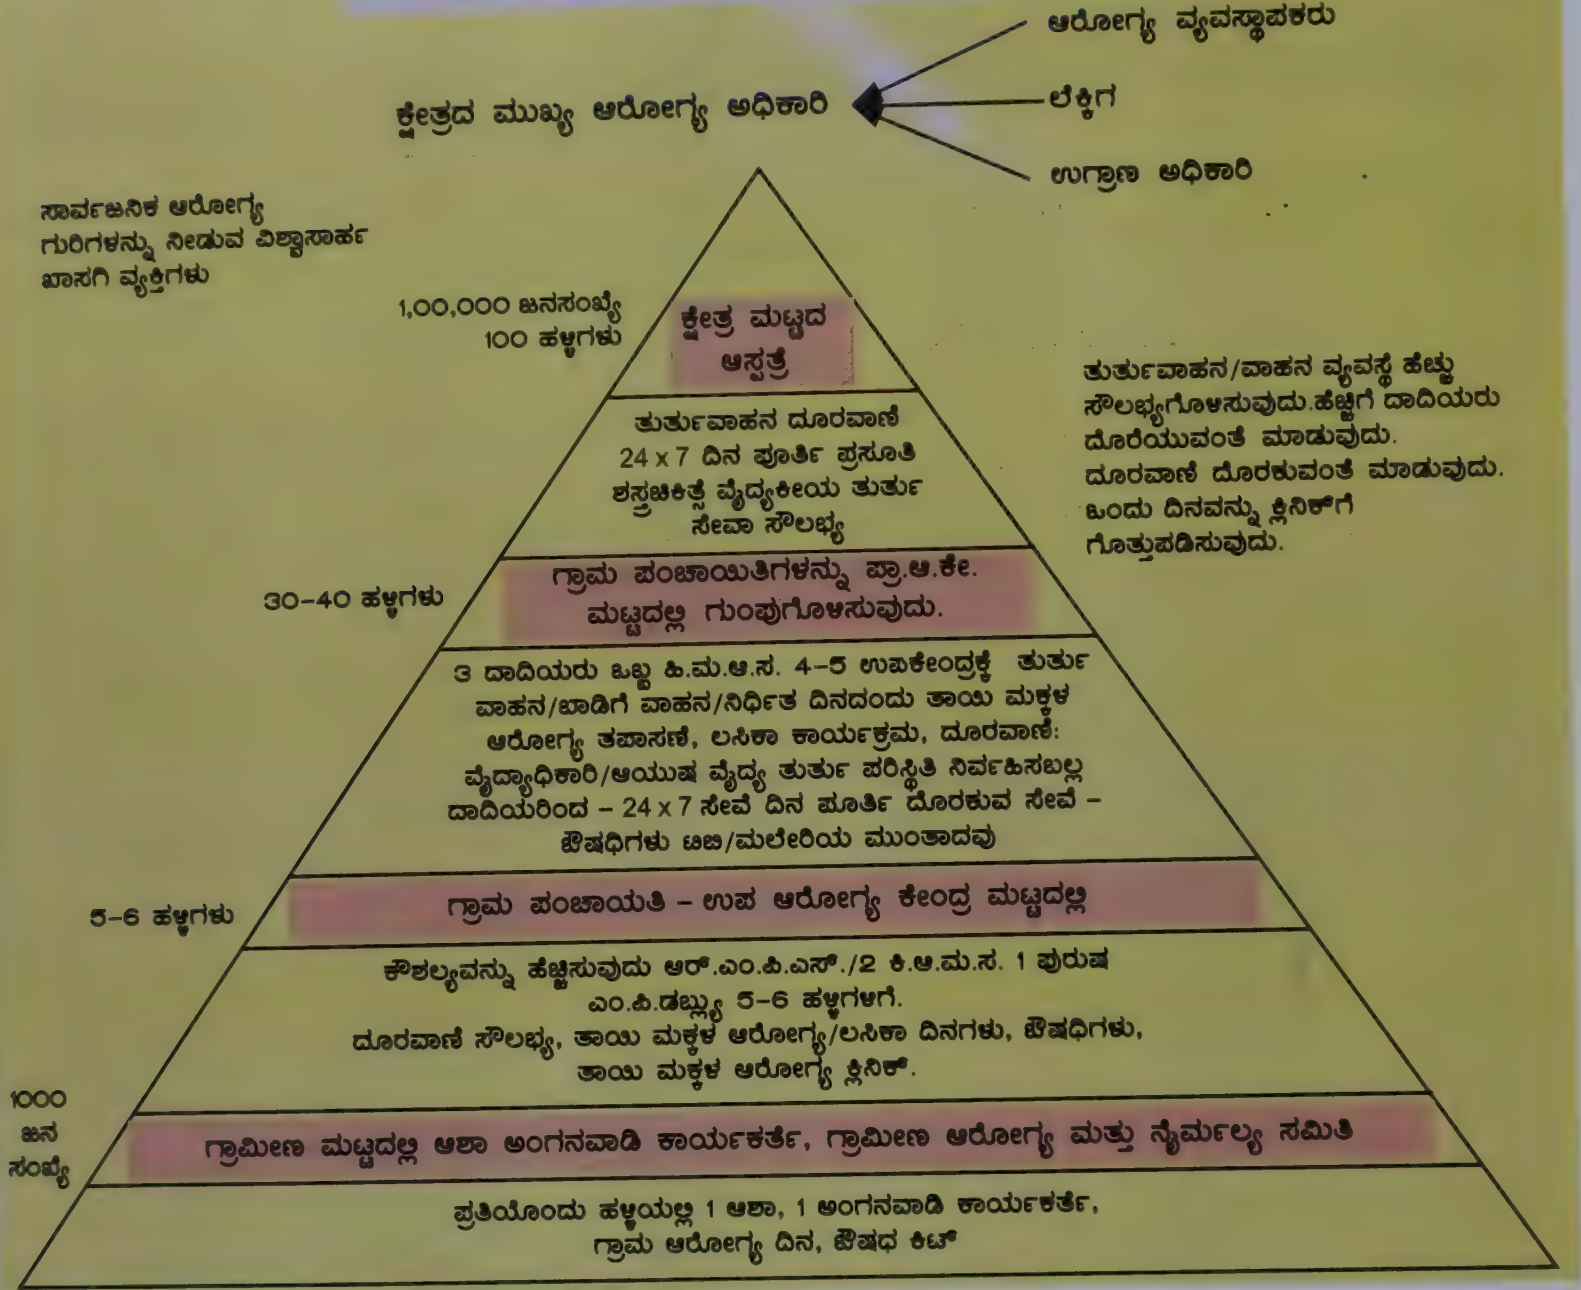 ಆರೋಗ್ಯ ವ್ಯವಸ್ಥಾಪಕರು
ಕ್ಷೇತ್ರದ ಮುಖ್ಯ ಆರೋಗ್ಯ ಅಧಿಕಾರಿ
ಲೆಕ್ಕಿಗ
ಉಗ್ರಾಣ ಅಧಿಕಾರಿ
ಸಾರ್ವಜನಿಕ ಆರೋಗ್ಯ
ಗುರಿಗಳನ್ನು ನೀಡುವ ವಿಶ್ವಾಸಾರ್ಹ
ಖಾಸಗಿ ವ್ಯಕ್ತಿಗಳು
1,00,000 ಜನಸಂಖ್ಯೆ
100 ಹಳ್ಳಿಗಳು
ಕ್ಷೇತ್ರ ಮಟ್ಟದ
ಆಸ್ಪತ್ರೆ
ತುರ್ತುವಾಹನ/ವಾಹನ ವ್ಯವಸ್ಥೆ ಹೆಚ್ಚು
ಸೌಲಭ್ಯಗೊಳಿಸುವುದು.ಹೆಚ್ಚಿಗೆ ದಾದಿಯರು
ದೊರೆಯುವಂತೆ ಮಾಡುವುದು.
ದೂರವಾಣಿ ದೊರಕುವಂತೆ ಮಾಡುವುದು.
ಒಂದು ದಿನವನ್ನು ಕ್ಲಿನಿಕ್‌ಗೆ
ಗೊತ್ತುಪಡಿಸುವುದು.
ತುರ್ತುವಾಹನ ದೂರವಾಣಿ
24 x 7 ದಿನ ಪೂರ್ತಿ ಪ್ರಸೂತಿ
ಶಸ್ತ್ರಚಿಕಿತ್ಸೆ ವೈದ್ಯಕೀಯ ತುರ್ತು
ಸೇವಾ ಸೌಲಭ್ಯ
30-40 ಹಳ್ಳಿಗಳು
ಗ್ರಾಮ ಪಂಚಾಯಿತಿಗಳನ್ನು ಪ್ರಾ.ಆ.ಕೇ.
ಮಟ್ಟದಲ್ಲಿ ಗುಂಪುಗೊಳಿಸುವುದು.
3 ದಾದಿಯರು ಒಬ್ಬ ಹಿ.ಮ.ಆ.ಸ. 4-5 ಉಪಕೇಂದ್ರಕ್ಕೆ ತುರ್ತು
ವಾಹನ/ಬಾಡಿಗೆ ವಾಹನ/ನಿರ್ಧಿತ ದಿನದಂದು ತಾಯಿ ಮಕ್ಕಳ
ಆರೋಗ್ಯ ತಪಾಸಣೆ, ಲಸಿಕಾ ಕಾರ್ಯಕ್ರಮ, ದೂರವಾಣಿ:
ವೈದ್ಯಾಧಿಕಾರಿ/ಆಯುಷ ವೈದ್ಯ ತುರ್ತು ಪರಿಸ್ಥಿತಿ ನಿರ್ವಹಿಸಬಲ್ಲ
ದಾದಿಯರಿಂದ - 24 x 7 ಸೇವೆ ದಿನ ಪೂರ್ತಿ ದೊರಕುವ ಸೇವೆ -
ಔಷಧಿಗಳು ಟಿಬಿ/ಮಲೇರಿಯ ಮುಂತಾದವು
5-6 ಹಳ್ಳಿಗಳು
ಗ್ರಾಮ ಪಂಚಾಯತಿ - ಉಪ ಆರೋಗ್ಯ ಕೇಂದ್ರ ಮಟ್ಟದಲ್ಲಿ
ಕೌಶಲ್ಯವನ್ನು ಹೆಚ್ಚಿಸುವುದು ಆರ್.ಎಂ.ಪಿ.ಎಸ್./2 ಕಿ.ಆ.ಮ.ಸ. 1 ಪುರುಷ
ಎಂ.ಪಿ.ಡಬ್ಲ್ಯು 5-6 ಹಳ್ಳಿಗಳಿಗೆ.
ದೂರವಾಣಿ ಸೌಲಭ್ಯ, ತಾಯಿ ಮಕ್ಕಳ ಆರೋಗ್ಯ/ಲಸಿಕಾ ದಿನಗಳು, ಔಷಧಿಗಳು,
ತಾಯಿ ಮಕ್ಕಳ ಆರೋಗ್ಯ ಕ್ಲಿನಿಕ್.
1000
ಜನ
ಸಂಖ್ಯೆ
ಗ್ರಾಮೀಣ ಮಟ್ಟದಲ್ಲಿ ಆಶಾ ಅಂಗನವಾಡಿ ಕಾರ್ಯಕರ್ತೆ, ಗ್ರಾಮೀಣ ಆರೋಗ್ಯ ಮತ್ತು ನೈರ್ಮಲ್ಯ ಸಮಿತಿ
ಪ್ರತಿಯೊಂದು ಹಳ್ಳಿಯಲ್ಲಿ 1 ಆಶಾ, 1 ಅಂಗನವಾಡಿ ಕಾರ್ಯಕರ್ತೆ,
ಗ್ರಾಮ ಆರೋಗ್ಯ ದಿನ, ಔಷಧ ಕಿಟ್